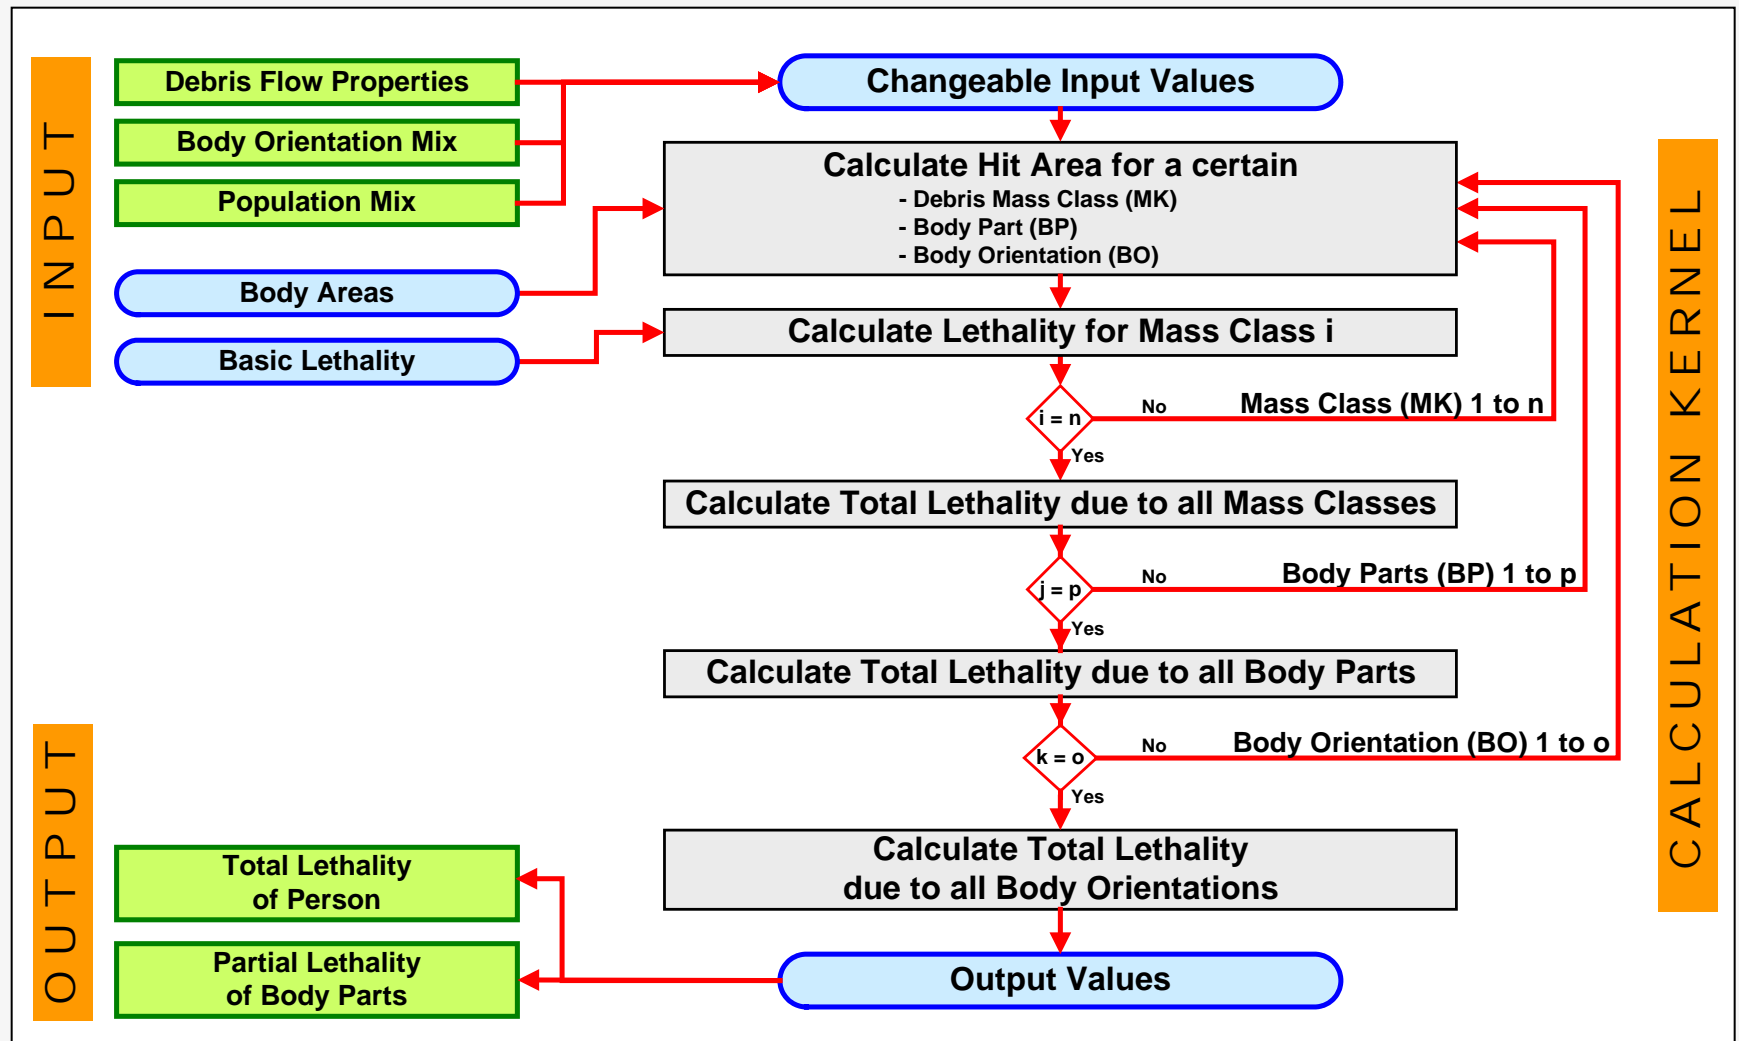 INPUT
Debris Flow Properties
Body Orientation Mix
Population Mix
Body Areas
Basic Lethality
Changeable Input Values
Calculate Hit Area for a certain
- Debris Mass Class (MK)
- Body Part (BP)
- Body Orientation (BO)
Calculate Lethality for Mass Class i
i = n
No
Mass Class (MK) 1 to n
Yes
Calculate Total Lethality due to all Mass Classes
j = p
No
Body Parts (BP) 1 to p
Yes
Calculate Total Lethality due to all Body Parts
k = o
No
Body Orientation (BO) 1 to o
Yes
Calculate Total Lethality
due to all Body Orientations
Output Values
CALCULATION KERNEL
OUTPUT
Total Lethality
of Person
Partial Lethality
of Body Parts